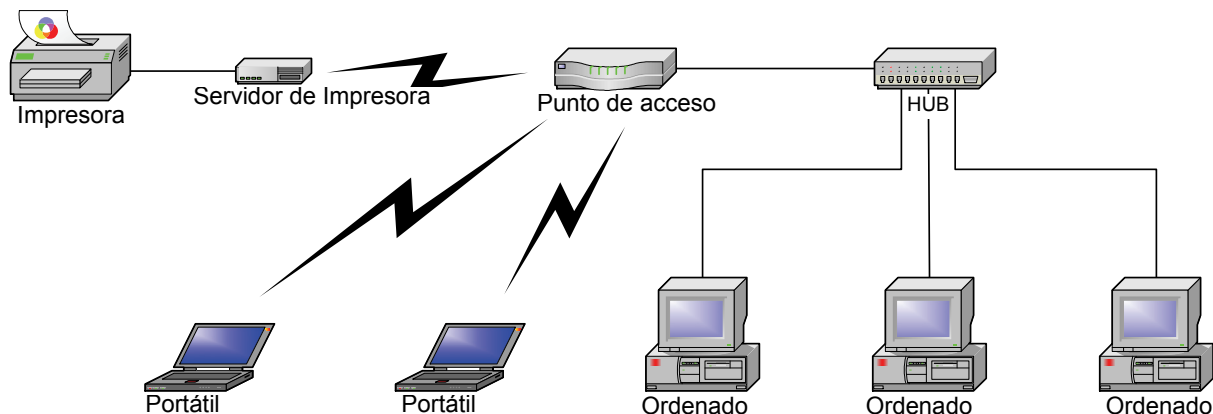 Impresora
Servidor de Impresora
Punto de acceso
HUB
Portátil
Portátil
Ordenado
Ordenado
Ordenado